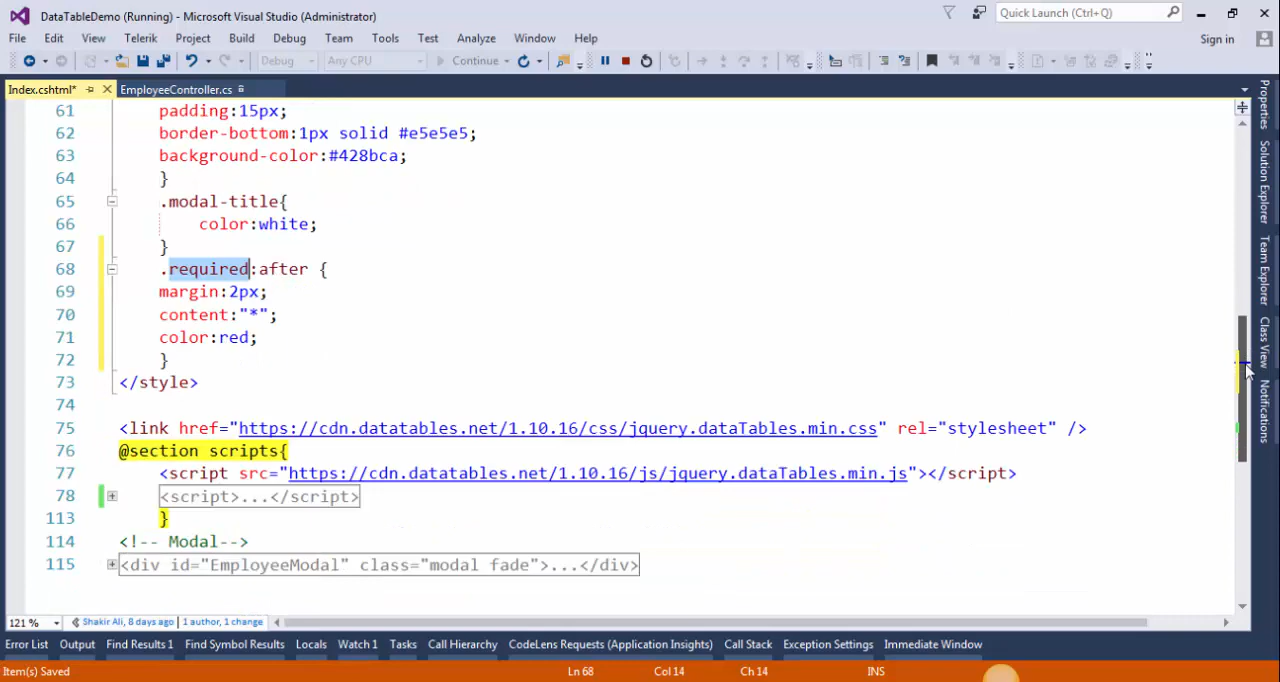 DataTableDemo (Running) - Microsoft Visual Studio (Administrator)
Quick Launch (Ctrl+Q)
File Edit View Telerik Project Build Debug Team Tools Test Analyze Window Help
Sign in
Debug Any CPU Continue
Index.cshtml* EmployeeController.cs
61 padding:15px;
62 border-bottom:1px solid #e5e5e5;
63 background-color:#428bca;
64 }
65 .modal-title{
66 color:white;
67 }
68 .required:after {
69 margin:2px;
70 content:"*";
71 color:red;
72 }
73 </style>
74
75 <link href="https://cdn.datatables.net/1.10.16/css/jquery.dataTables.min.css" rel="stylesheet" />
76 @section scripts{
77 <script src="https://cdn.datatables.net/1.10.16/js/jquery.dataTables.min.js"></script>
78 <script>...</script>
113 }
114 <!-- Modal-->
115 <div id="EmployeeModal" class="modal fade">...</div>
Properties
Solution Explorer
Team Explorer
Class View
Notifications
121 % Shakir Ali, 8 days ago | 1 author, 1 change
Error List Output Find Results 1 Find Symbol Results Locals Watch 1 Tasks Call Hierarchy CodeLens Requests (Application Insights) Call Stack Exception Settings Immediate Window
Item(s) Saved Ln 68 Col 14 Ch 14 INS